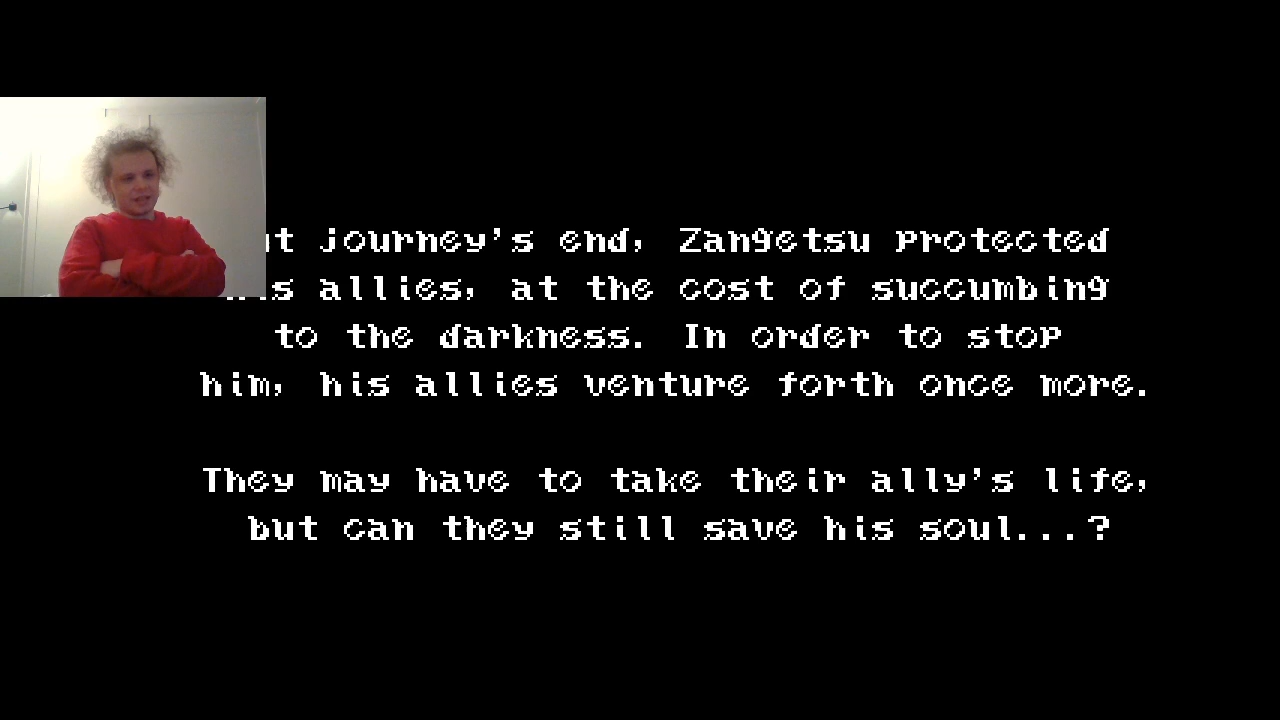 journey's end, Zangetsu protected
allies, at the cost of succumbing
to the darkness. In order to stop
him, his allies venture forth once more.
They may have to take their ally's life,
but can they still save his soul...?